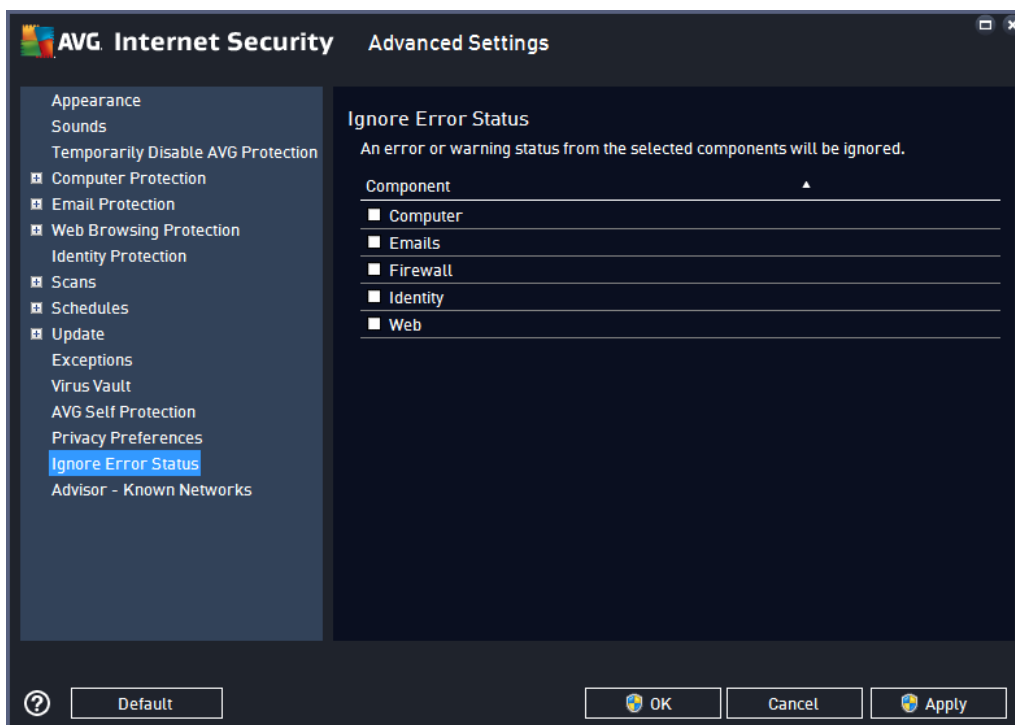 AVG. Internet Security Advanced Settings
Appearance
Sounds
Temporarily Disable AVG Protection
Computer Protection
Email Protection
Web Browsing Protection
Identity Protection
Scans
Schedules
Update
Exceptions
Virus Vault
AVG Self Protection
Privacy Preferences
Ignore Error Status
Advisor - Known Networks
Ignore Error Status
An error or warning status from the selected components will be ignored.
Component
Computer
Emails
Firewall
Identity
Web
? Default OK Cancel Apply